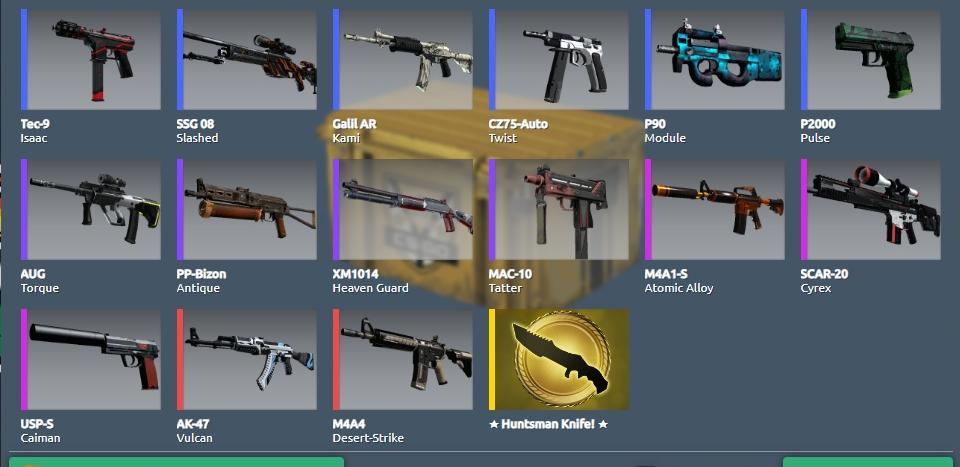 Tec-9
Isaac
SSG 08
Slashed
Galil AR
Kami
CZ75-Auto
Twist
P90
Module
P2000
Pulse
AUG
Torque
PP-Bizon
Antique
XM1014
Heaven Guard
MAC-10
Tatter
M4A1-S
Atomic Alloy
SCAR-20
Cyrex
USP-S
Caiman
AK-47
Vulcan
M4A4
Desert-Strike
★ Huntsman Knife! ★